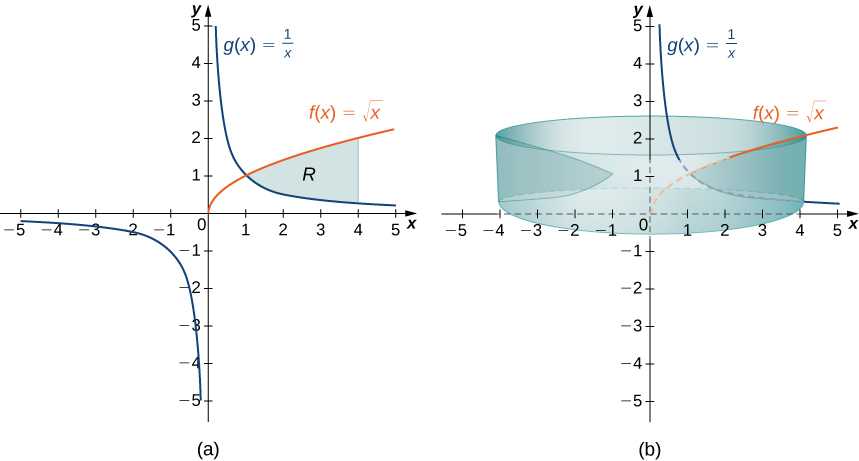 y
5
g(x) = 1/x
4
3
f(x) = √x
2
1
R
−5 −4 −3 −2 −1 0 1 2 3 4 5 x
−1
−2
−3
−4
−5
(a)
y
5
g(x) = 1/x
4
3
f(x) = √x
2
1
−5 −4 −3 −2 −1 0 1 2 3 4 5 x
−1
−2
−3
−4
−5
(b)